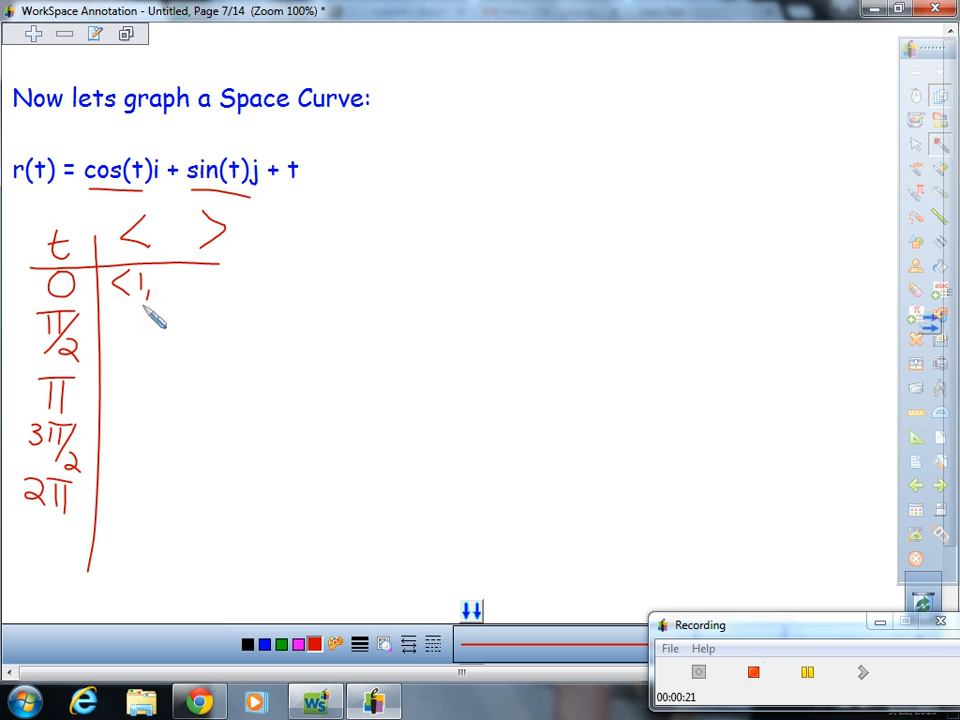 WorkSpace Annotation - Untitled, Page 7/14 (Zoom 100%) *
Now lets graph a Space Curve:
r(t) = cos(t)i + sin(t)j + t
t < >
0 <1,
π/2
π
3π/2
2π
Recording
File Help
00:00:21